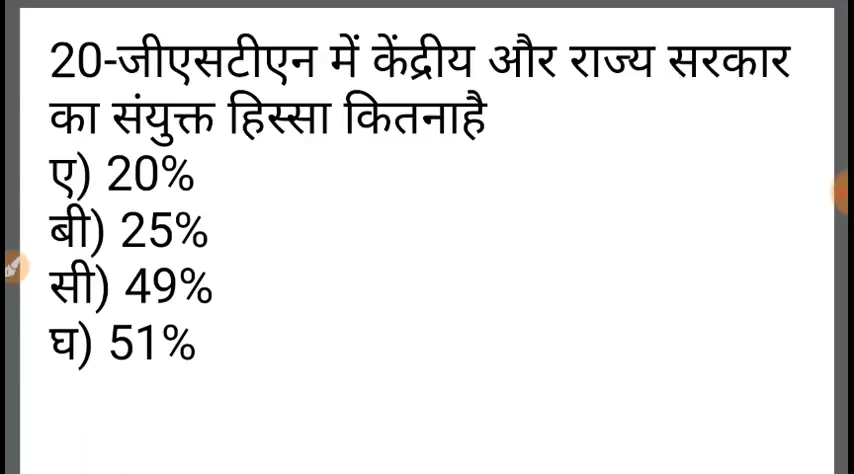 20-जीएसटीएन में केंद्रीय और राज्य सरकार
का संयुक्त हिस्सा कितनाहै
ए) 20%
बी) 25%
सी) 49%
घ) 51%